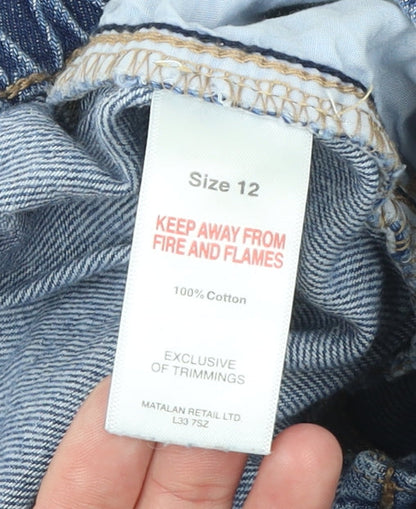 Size 12
KEEP AWAY FROM
FIRE AND FLAMES
100% Cotton
EXCLUSIVE
OF TRIMMINGS
MATALAN RETAIL LTD.
L33 7SZ